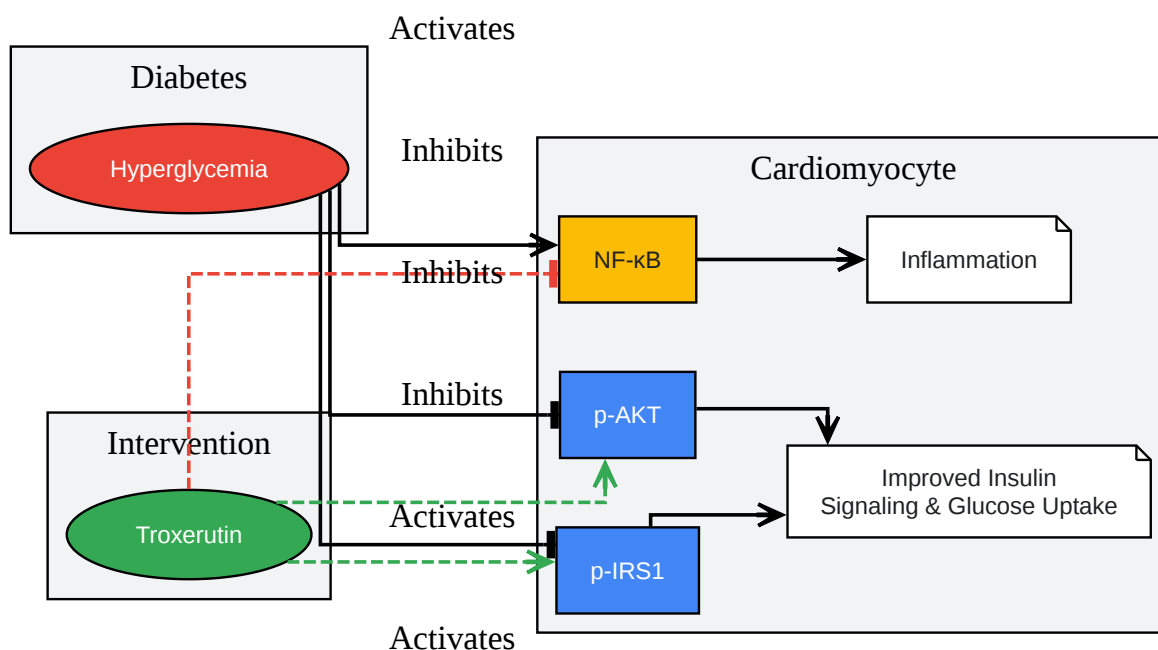 Activates
Diabetes
Hyperglycemia
Inhibits
Cardiomyocyte
NF-κB
Inflammation
Inhibits
Inhibits
p-AKT
Intervention
Improved Insulin
Signaling & Glucose Uptake
Activates
Troxerutin
p-IRS1
Activates